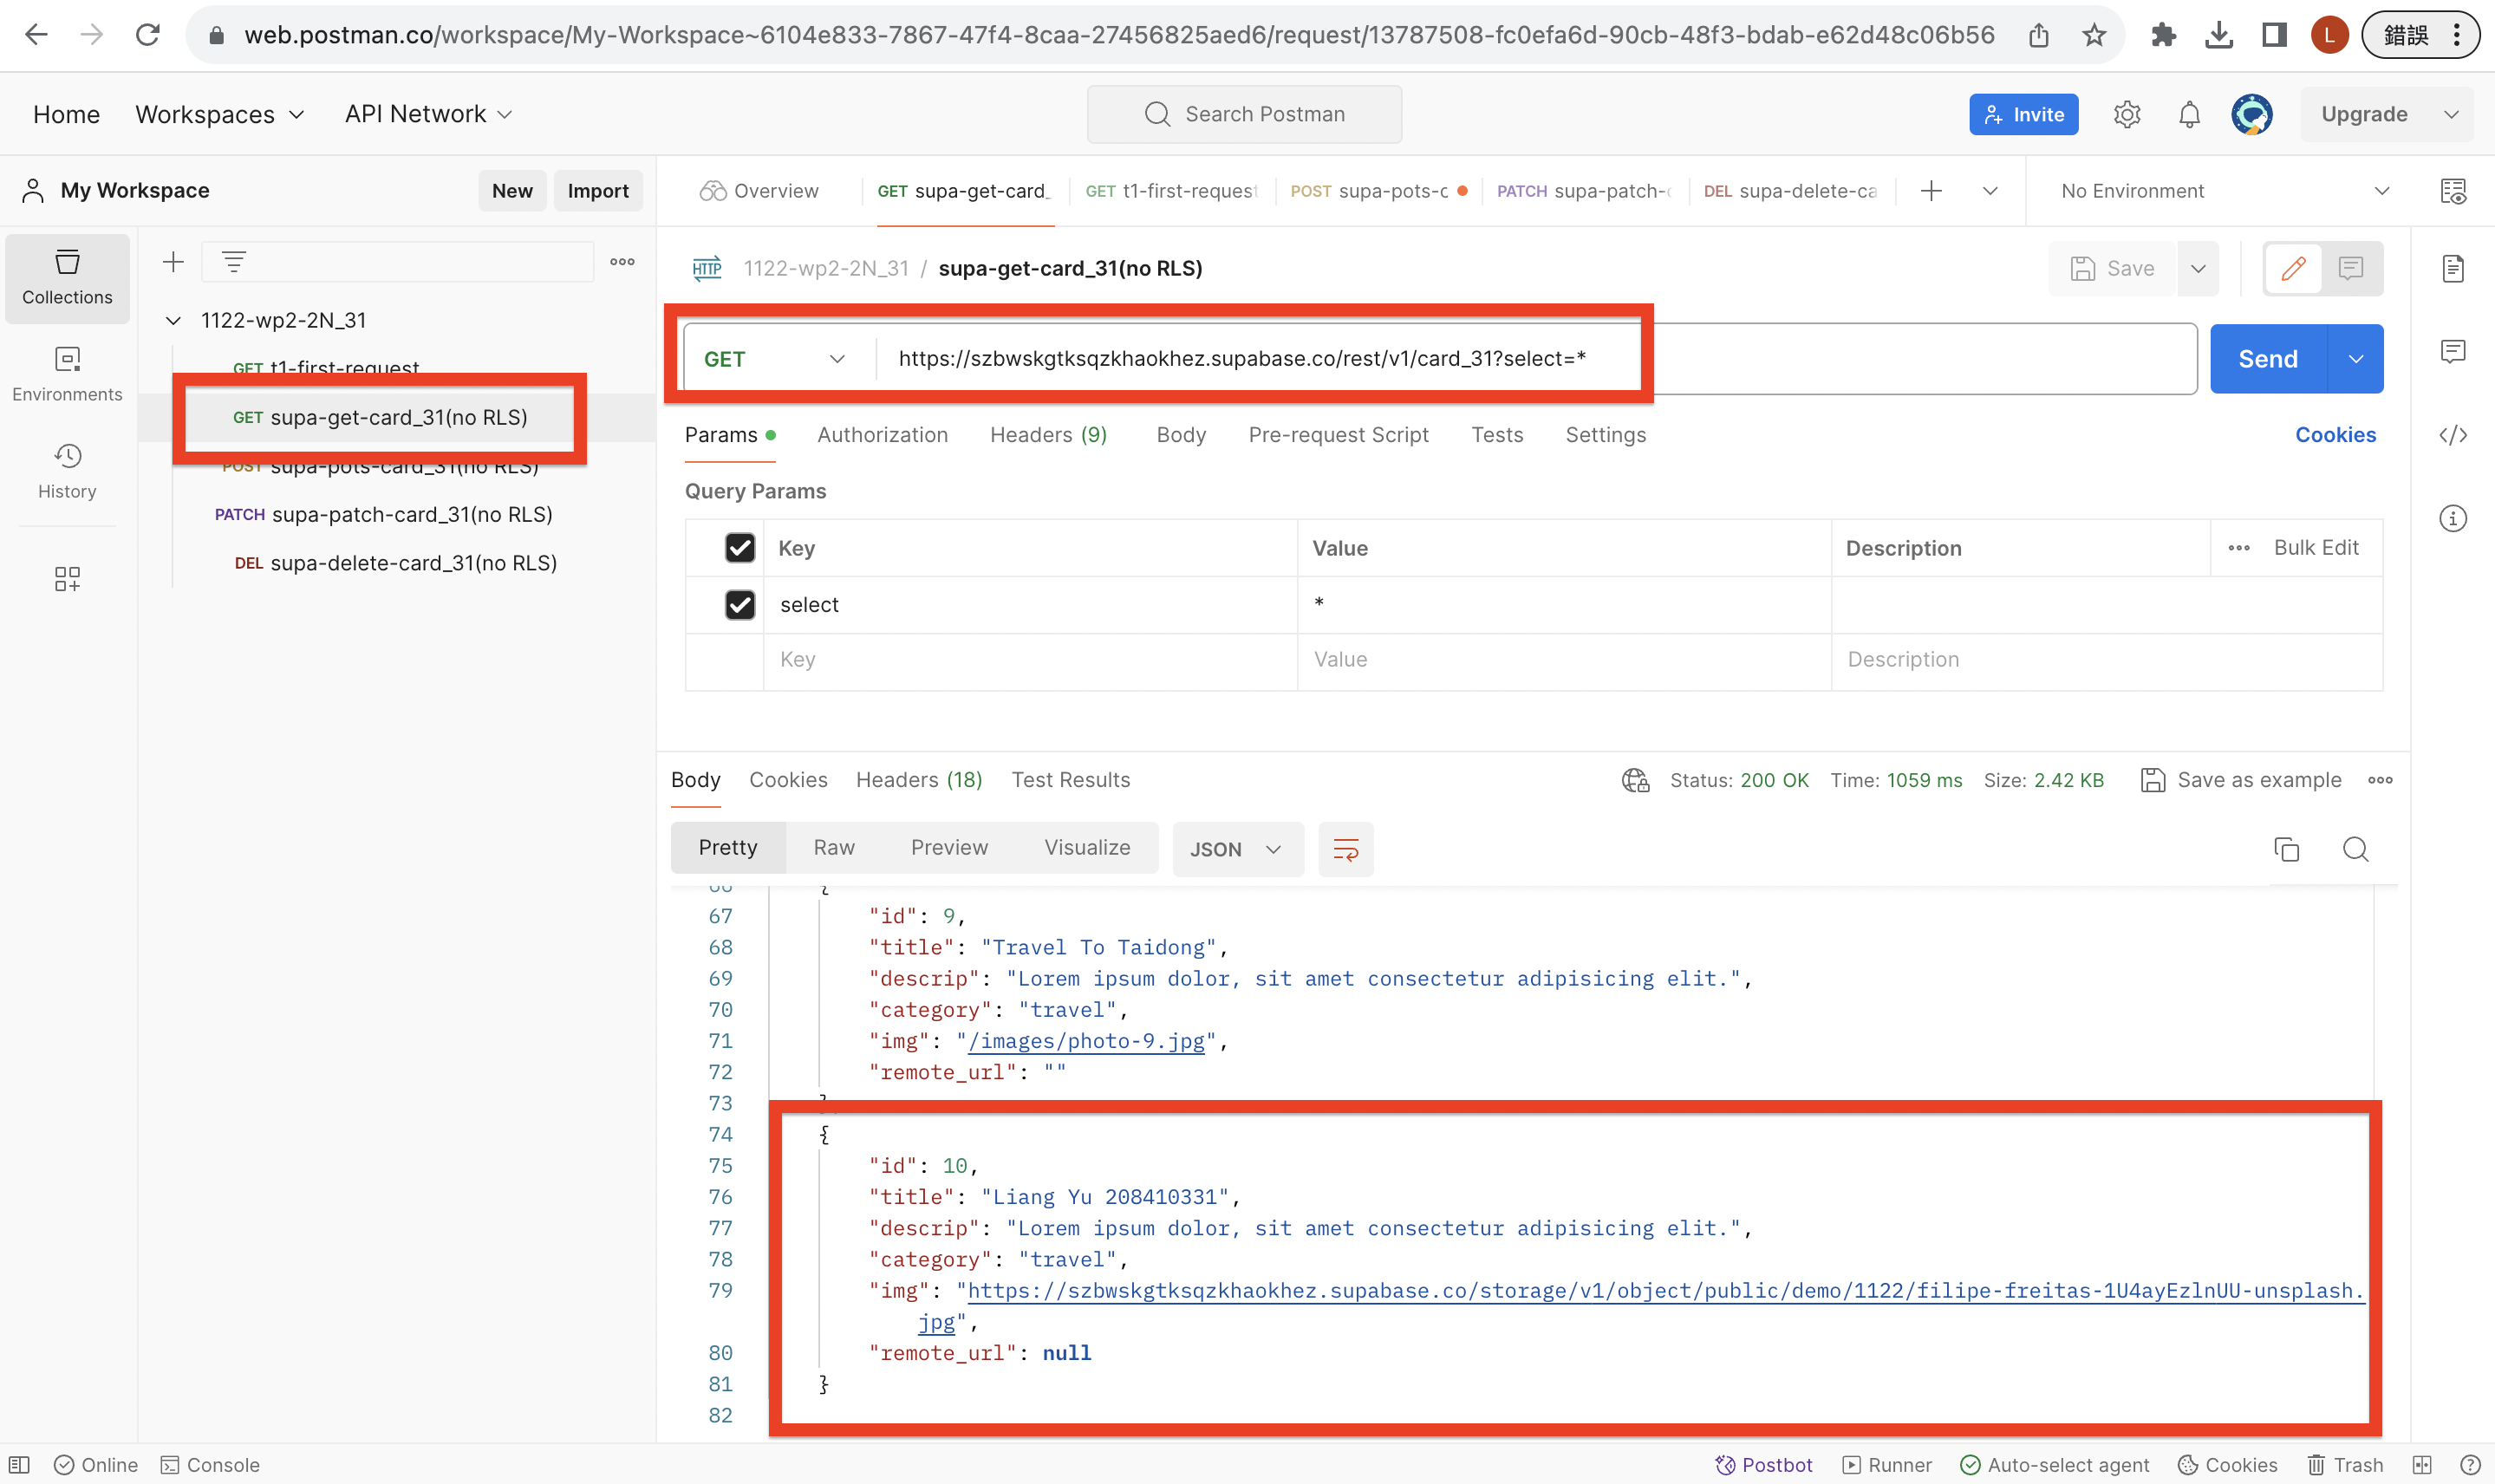 web.postman.co/workspace/My-Workspace~6104e833-7867-47f4-8caa-27456825aed6/request/13787508-fc0efa6d-90cb-48f3-bdab-e62d48c06b56 L 錯誤
Home Workspaces API Network Search Postman Invite Upgrade
My Workspace New Import
Overview GET supa-get-card_ GET t1-first-request POST supa-pots-c PATCH supa-patch-c DEL supa-delete-ca No Environment
Collections
Environments
History
1122-wp2-2N_31
GET t1-first-request
GET supa-get-card_31(no RLS)
POST supa-pots-card_31(no RLS)
PATCH supa-patch-card_31(no RLS)
DEL supa-delete-card_31(no RLS)
HTTP 1122-wp2-2N_31 / supa-get-card_31(no RLS) Save
GET https://szbwskgtksqzkhaokhez.supabase.co/rest/v1/card_31?select=* Send
Params Authorization Headers (9) Body Pre-request Script Tests Settings Cookies
Query Params
Key Value Description Bulk Edit
select *
Key Value Description
Body Cookies Headers (18) Test Results Status: 200 OK Time: 1059 ms Size: 2.42 KB Save as example
Pretty Raw Preview Visualize JSON
66 {
67 "id": 9,
68 "title": "Travel To Taidong",
69 "descrip": "Lorem ipsum dolor, sit amet consectetur adipisicing elit.",
70 "category": "travel",
71 "img": "/images/photo-9.jpg",
72 "remote_url": ""
73
74 {
75 "id": 10,
76 "title": "Liang Yu 208410331",
77 "descrip": "Lorem ipsum dolor, sit amet consectetur adipisicing elit.",
78 "category": "travel",
79 "img": "https://szbwskgtksqzkhaokhez.supabase.co/storage/v1/object/public/demo/1122/filipe-freitas-1U4ayEzlnUU-unsplash.
jpg",
80 "remote_url": null
81 }
82
Online Console Postbot Runner Auto-select agent Cookies Trash